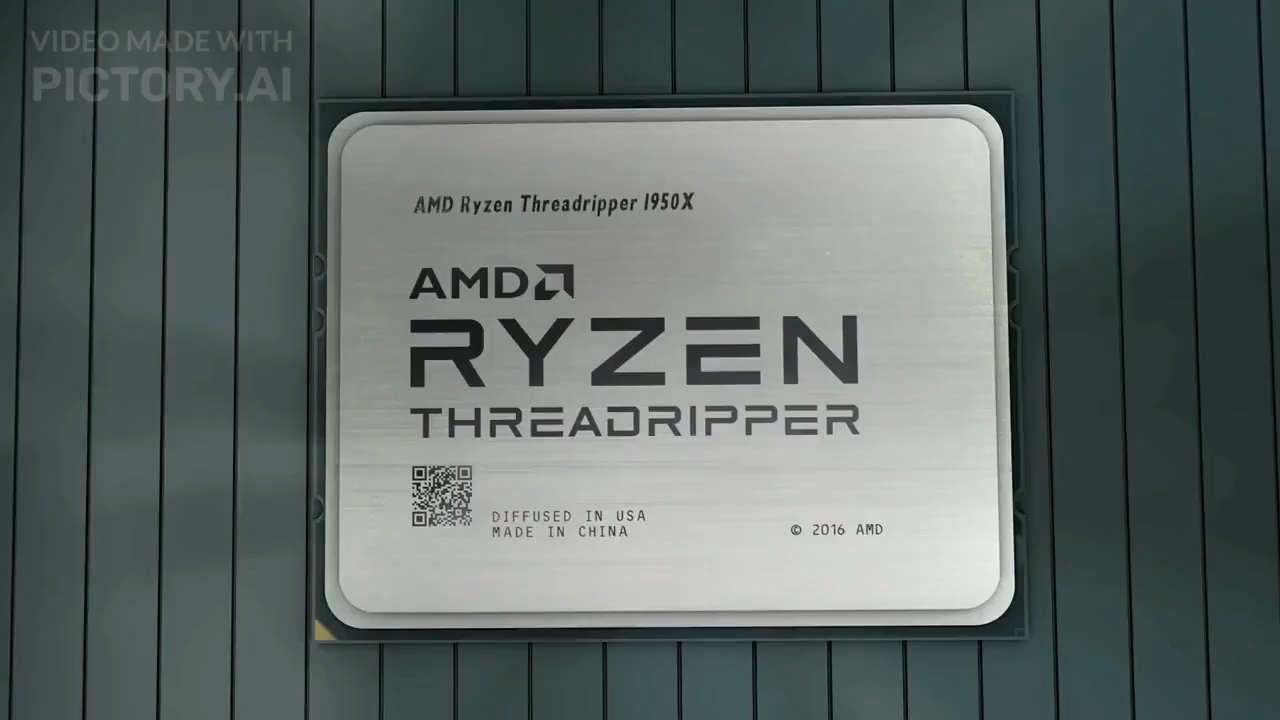 VIDEO MADE WITH
PICTORY.AI
AMD Ryzen Threadripper 1950X
AMD
RYZEN
THREADRIPPER
DIFFUSED IN USA
MADE IN CHINA
© 2016 AMD